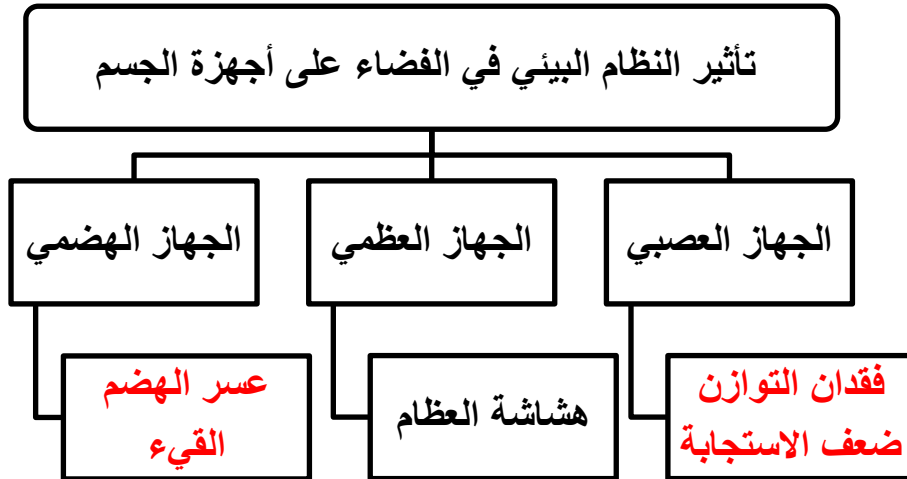 تأثير النظام البيئي في الفضاء على أجهزة الجسم
الجهاز العصبي
الجهاز العظمي
الجهاز الهضمي
فقدان التوازن
ضعف الاستجابة
هشاشة العظام
عسر الهضم
القيء